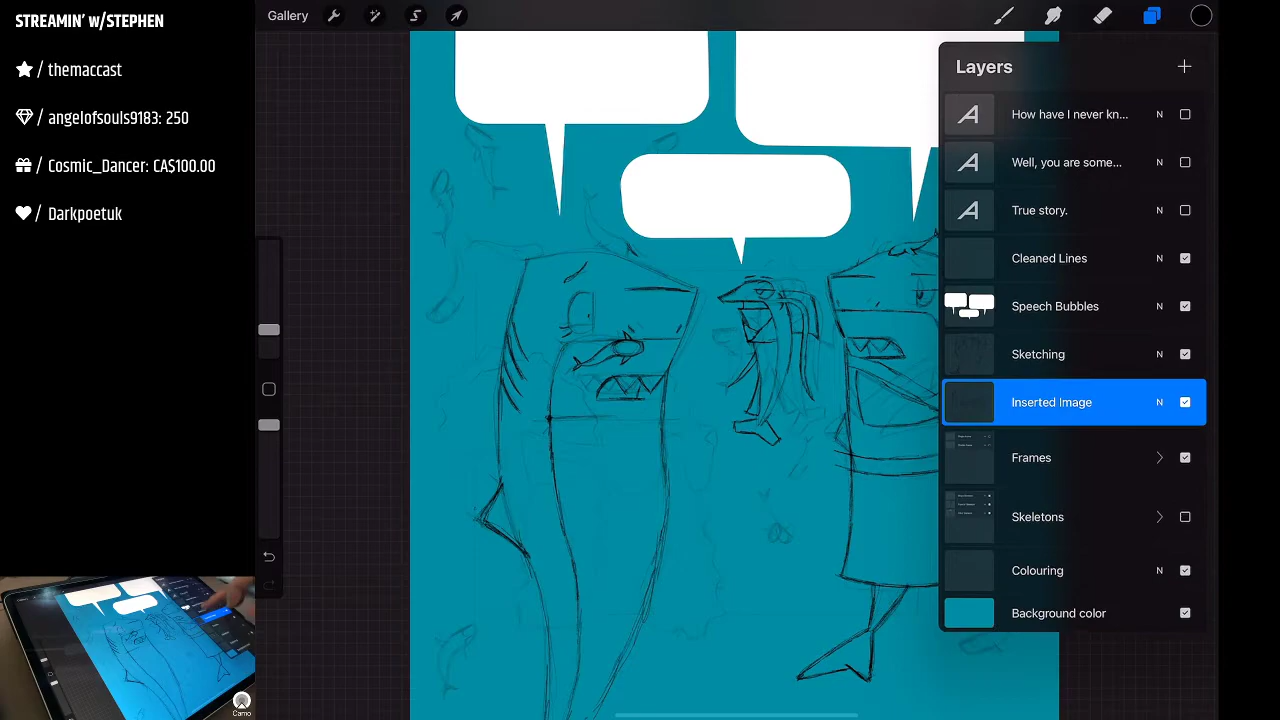 STREAMIN' w/STEPHEN
/ themaccast
/ angelofsouls9183: 250
/ Cosmic_Dancer: CA$100.00
/ Darkpoetuk
Gallery
Layers
How have I never kn... N
Well, you are some... N
True story. N
Cleaned Lines N
Speech Bubbles N
Sketching N
Inserted Image N
Frames
Skeletons
Colouring N
Background color
Camo